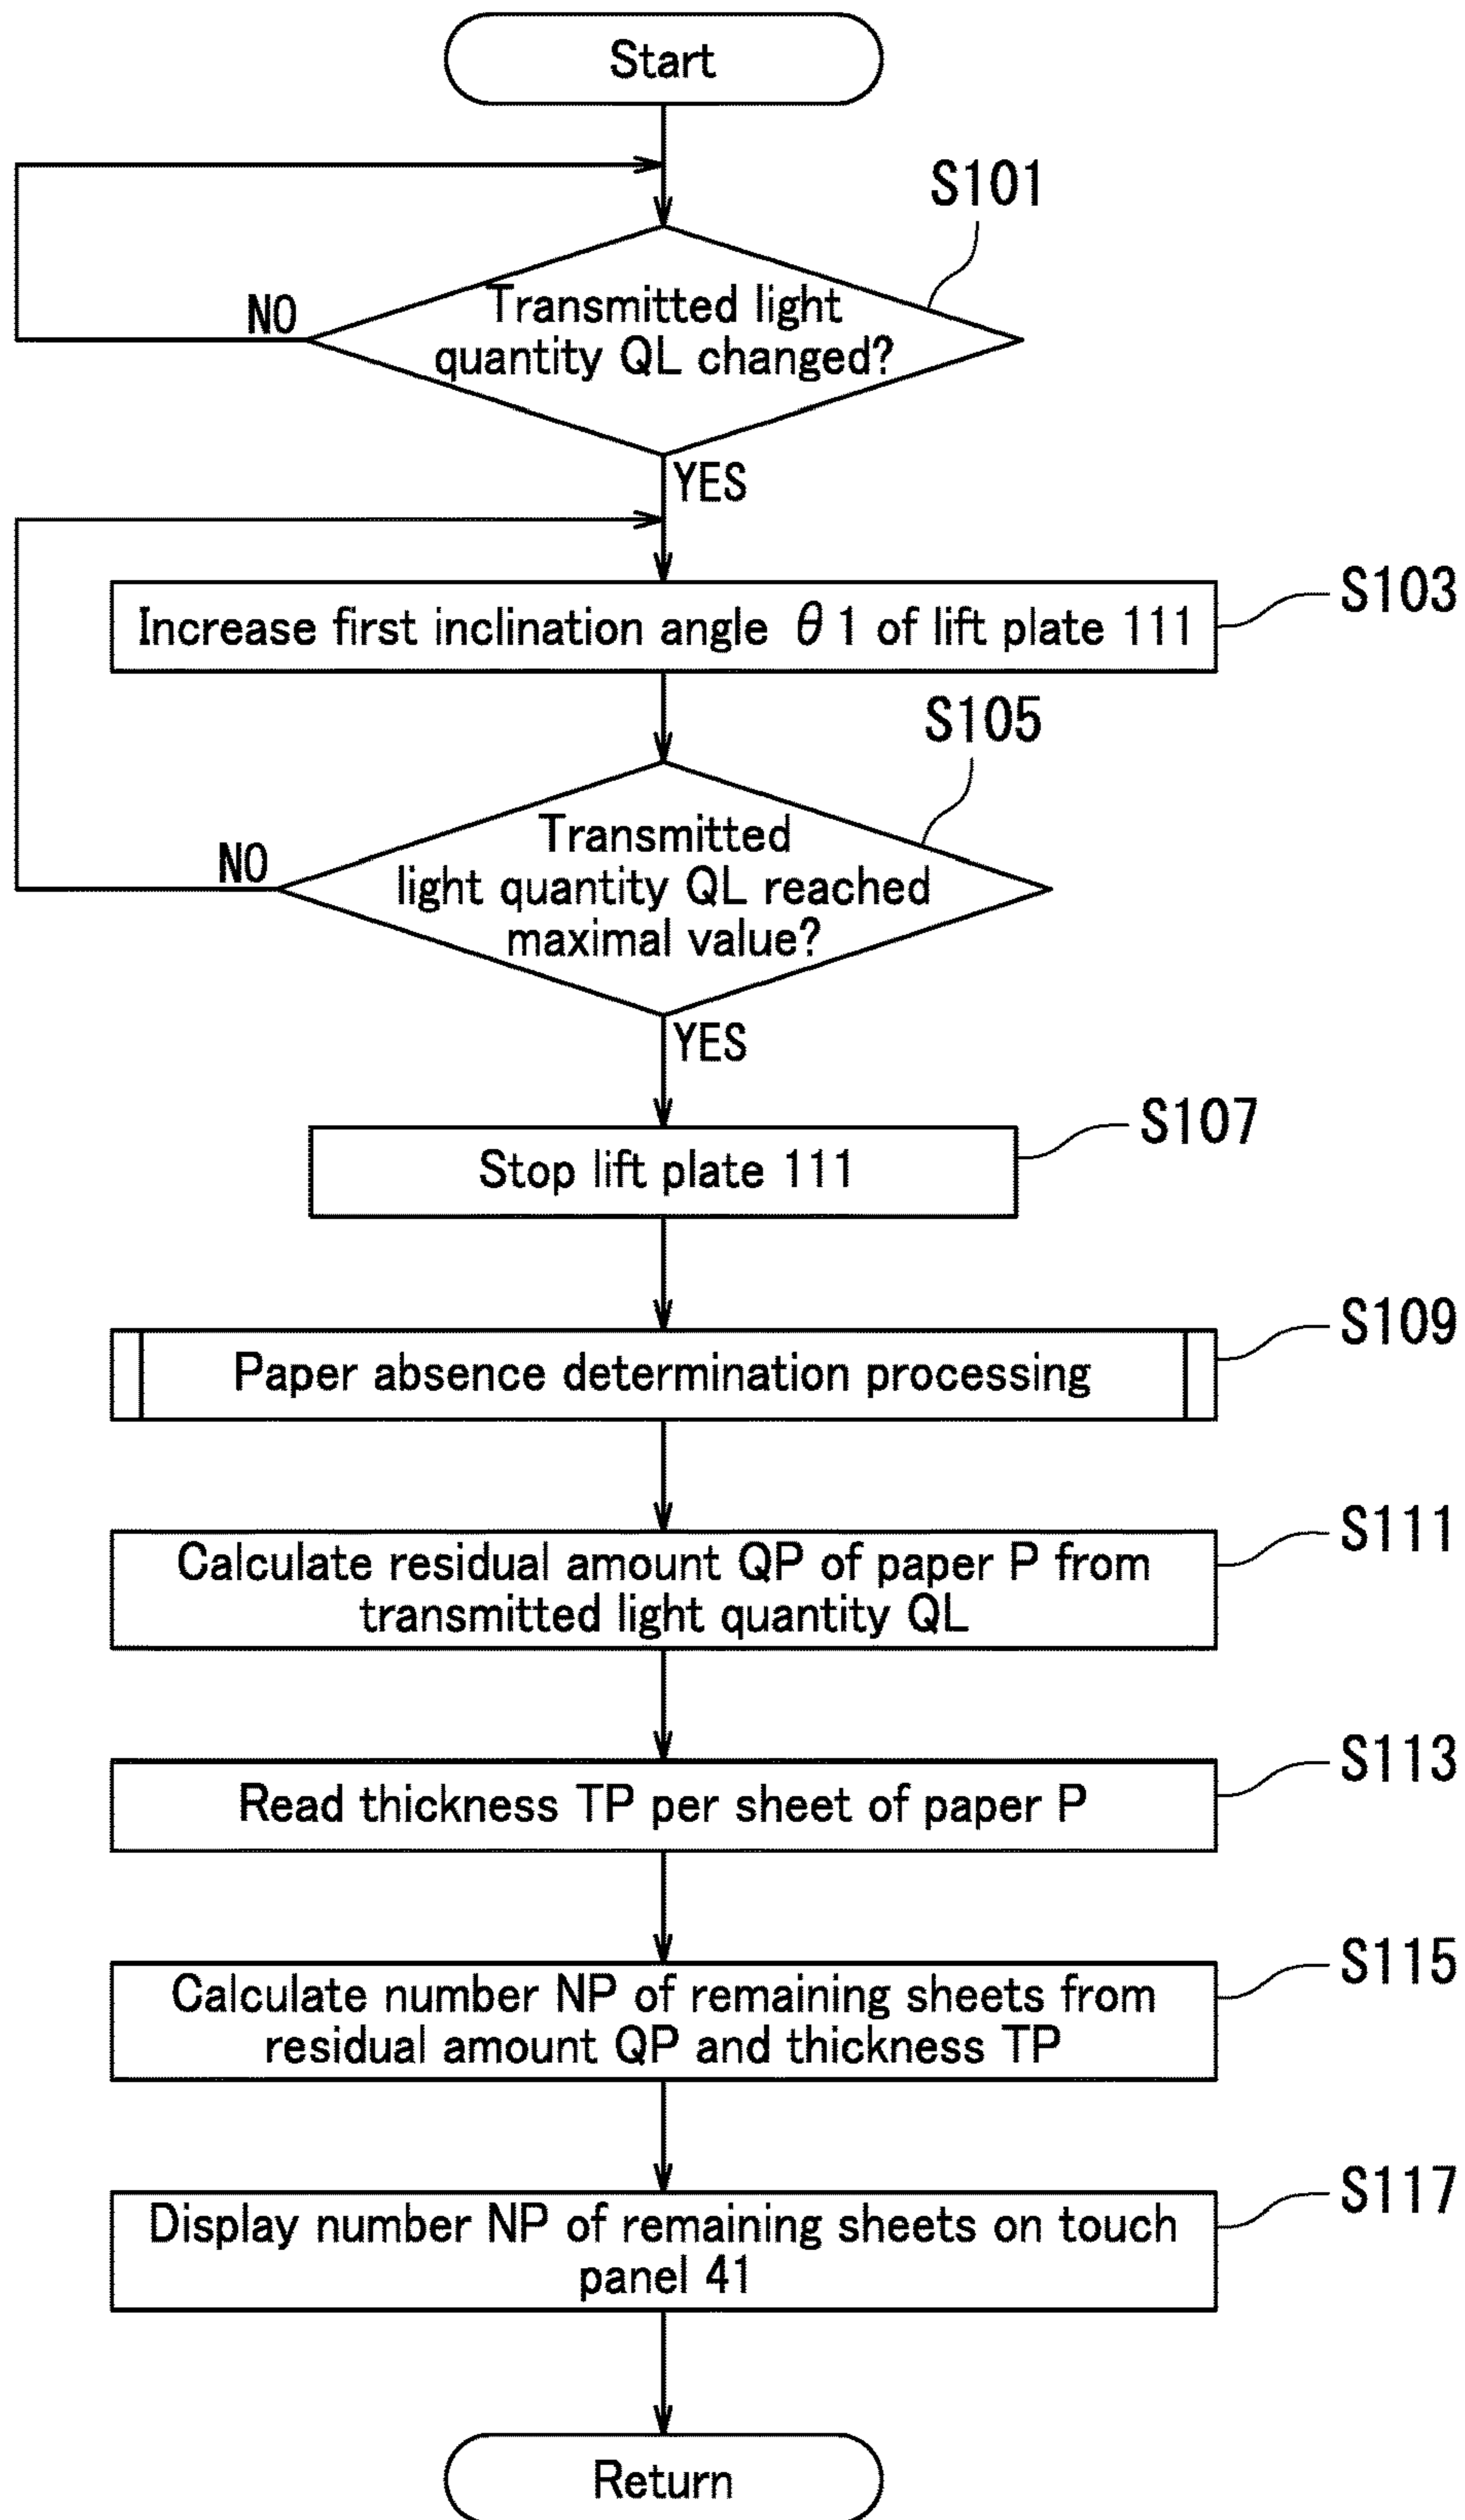 Start
S101
Transmitted light
quantity QL changed?
NO
YES
S103
Increase first inclination angle θ1 of lift plate 111
S105
Transmitted
light quantity QL reached
maximal value?
NO
YES
S107
Stop lift plate 111
S109
Paper absence determination processing
S111
Calculate residual amount QP of paper P from
transmitted light quantity QL
S113
Read thickness TP per sheet of paper P
S115
Calculate number NP of remaining sheets from
residual amount QP and thickness TP
S117
Display number NP of remaining sheets on touch
panel 41
Return